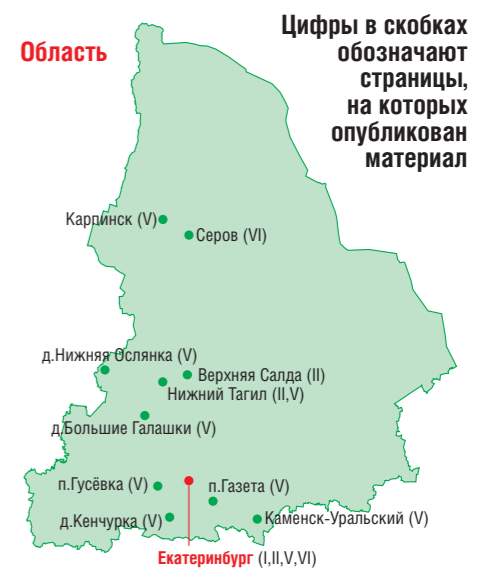 Область
Цифры в скобках
обозначают
страницы,
на которых
опубликован
материал
Карпинск (V)
Серов (VI)
д.Нижняя Ослянка (V)
Верхняя Салда (II)
Нижний Тагил (II,V)
д.Большие Галашки (V)
п.Гусёвка (V)
п.Газета (V)
д.Кенчурка (V)
Каменск-Уральский (V)
Екатеринбург (I,II,V,VI)